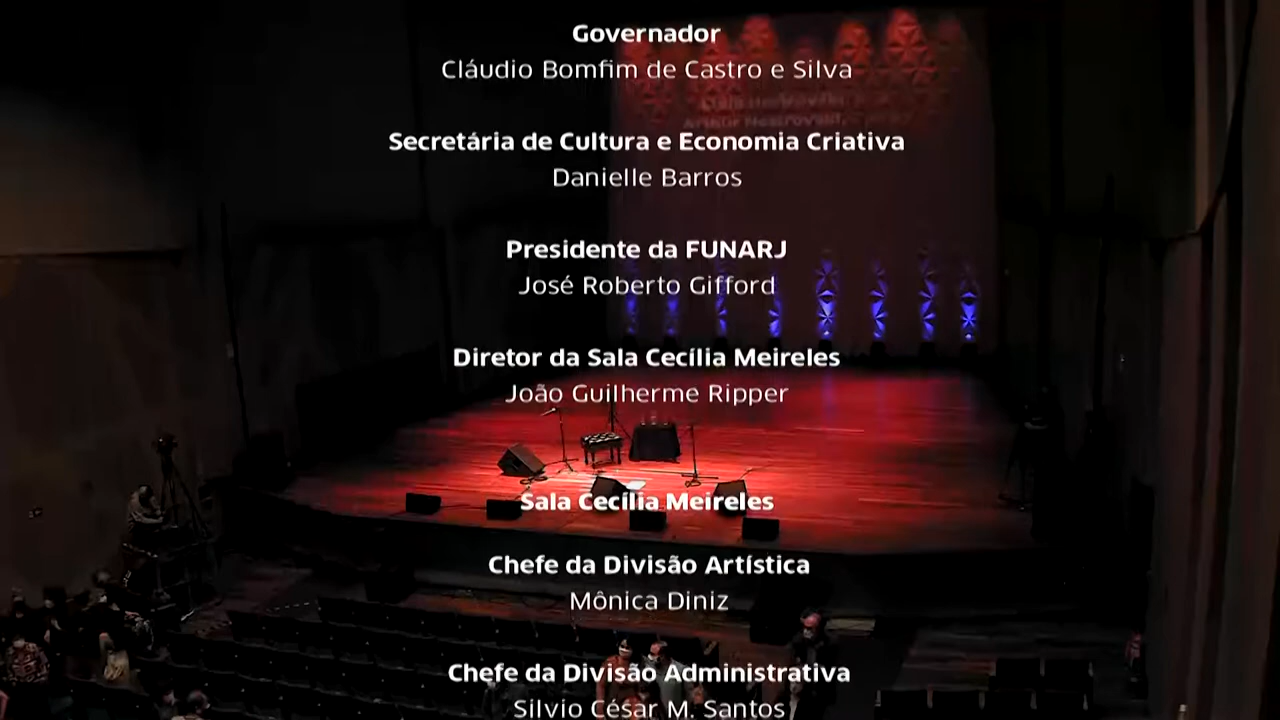 Governador
Cláudio Bomfim de Castro e Silva
Secretária de Cultura e Economia Criativa
Danielle Barros
Presidente da FUNARJ
José Roberto Gifford
Diretor da Sala Cecília Meireles
João Guilherme Ripper
Sala Cecília Meireles
Chefe da Divisão Artística
Mônica Diniz
Chefe da Divisão Administrativa
Silvio César M. Santos